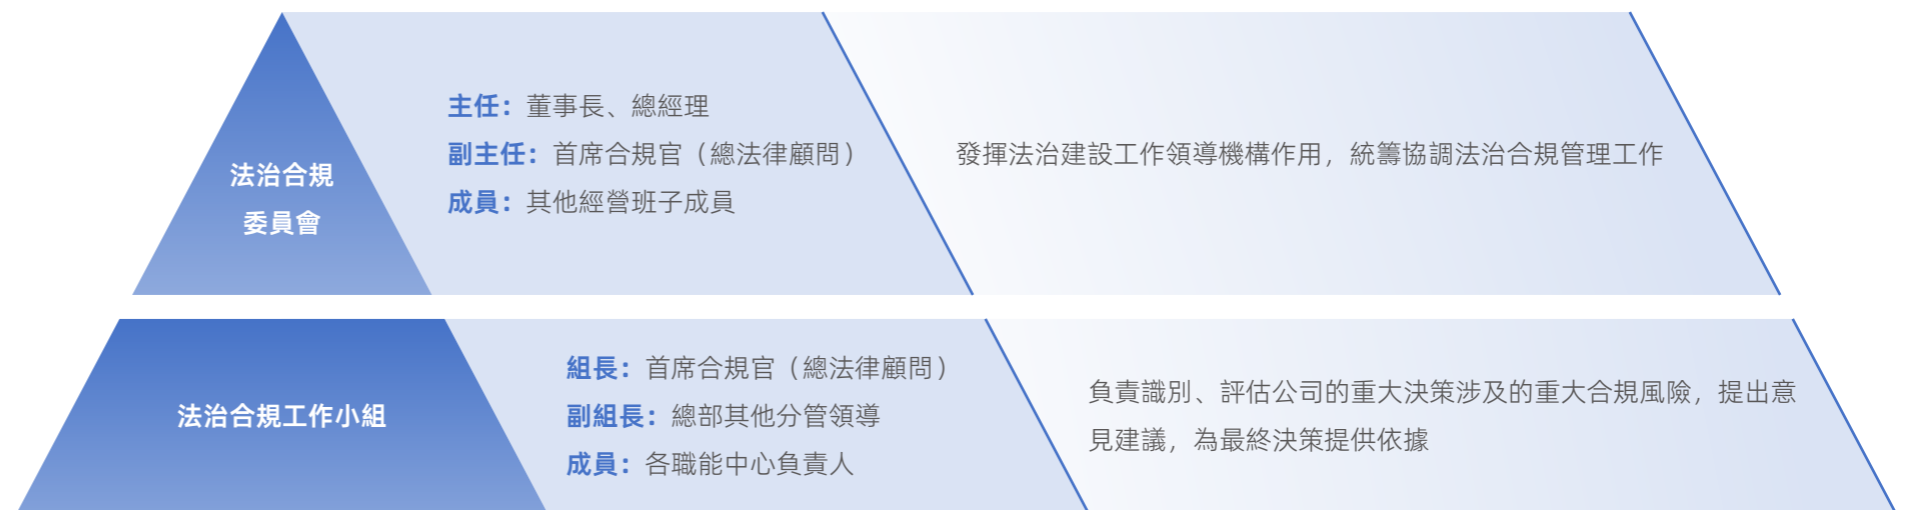 法治合規
委員會
主任：董事長、總經理
副主任：首席合規官（總法律顧問）
成員：其他經營班子成員
發揮法治建設工作領導機構作用，統籌協調法治合規管理工作
法治合規工作小組
組長：首席合規官（總法律顧問）
副組長：總部其他分管領導
成員：各職能中心負責人
負責識別、評估公司的重大決策涉及的重大合規風險，提出意
見建議，為最終決策提供依據